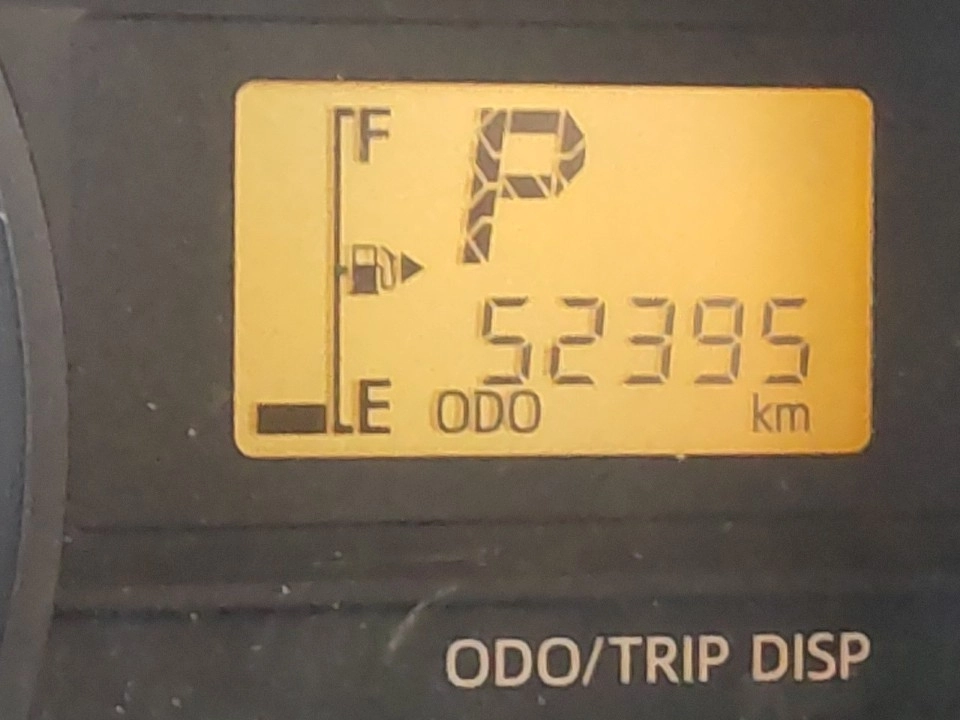 F
P
52395
E ODO km
ODO/TRIP DISP